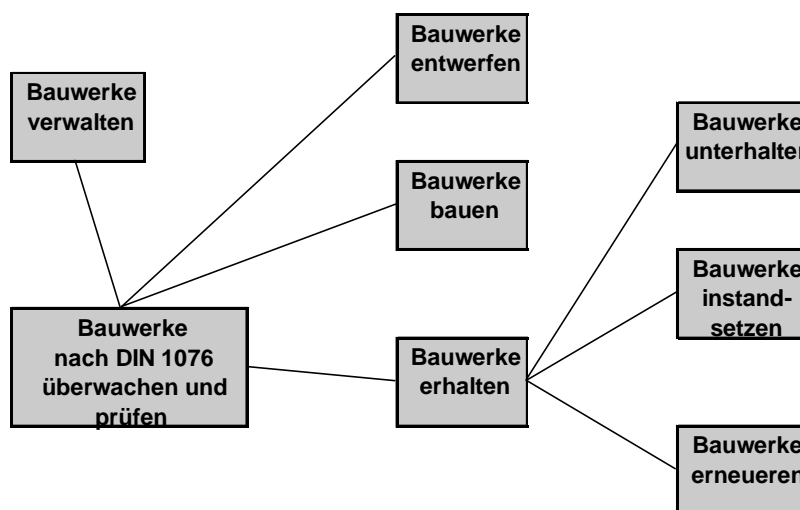 Bauwerke
entwerfen
Bauwerke
verwalten
Bauwerke
unterhalten
Bauwerke
bauen
Bauwerke
instand-
setzen
Bauwerke
nach DIN 1076
überwachen und
prüfen
Bauwerke
erhalten
Bauwerke
erneueren